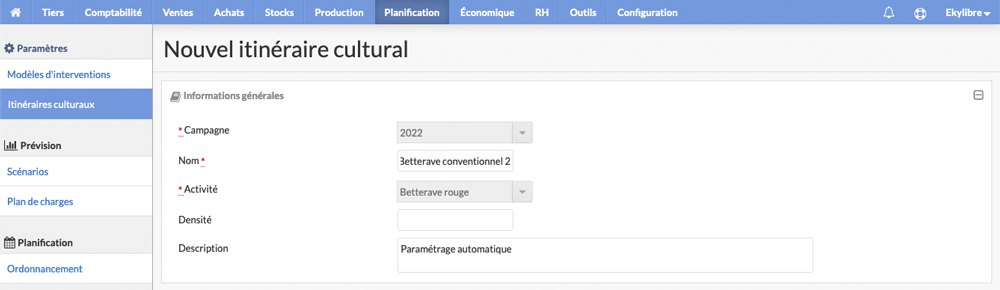 Tiers Comptabilité Ventes Achats Stocks Production Planification Économique RH Outils Configuration Ekylibre
Paramètres
Modèles d'interventions
Itinéraires culturaux
Prévision
Scénarios
Plan de charges
Planification
Ordonnancement
Nouvel itinéraire cultural
Informations générales
* Campagne 2022
Nom * Betterave conventionnel 2
* Activité Betterave rouge
Densité
Description Paramétrage automatique